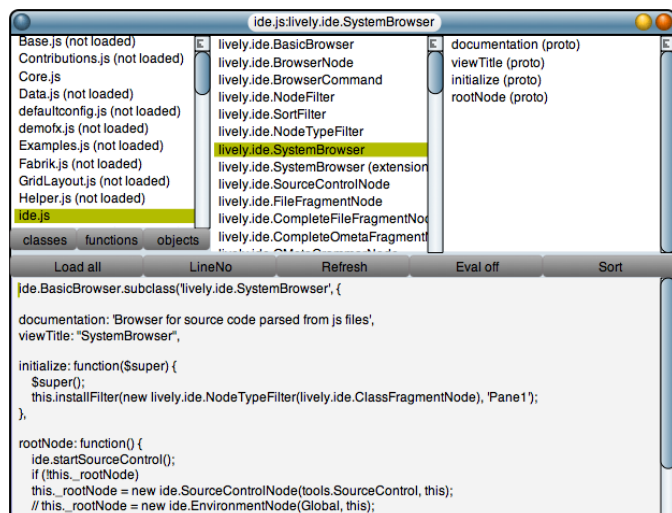 ide.js:lively.ide.SystemBrowser
Base.js (not loaded)
Contributions.js (not loaded)
Core.js
Data.js (not loaded)
defaultconfig.js (not loaded)
demofx.js (not loaded)
Examples.js (not loaded)
Fabrik.js (not loaded)
GridLayout.js (not loaded)
Helper.js (not loaded)
ide.js
classes functions objects
lively.ide.BasicBrowser
lively.ide.BrowserNode
lively.ide.BrowserCommand
lively.ide.NodeFilter
lively.ide.SortFilter
lively.ide.NodeTypeFilter
lively.ide.SystemBrowser
lively.ide.SystemBrowser (extension
lively.ide.SourceControlNode
lively.ide.FileFragmentNode
lively.ide.CompleteFileFragmentNod
lively.ide.CompleteOmetaFragmentN
documentation (proto)
viewTitle (proto)
initialize (proto)
rootNode (proto)
Load all LineNo Refresh Eval off Sort
ide.BasicBrowser.subclass('lively.ide.SystemBrowser', {
documentation: 'Browser for source code parsed from js files',
viewTitle: "SystemBrowser",
initialize: function($super) {
$super();
this.installFilter(new lively.ide.NodeTypeFilter(lively.ide.ClassFragmentNode), 'Pane1');
},
rootNode: function() {
ide.startSourceControl();
if (!this._rootNode)
this._rootNode = new ide.SourceControlNode(tools.SourceControl, this);
// this._rootNode = new ide.EnvironmentNode(Global, this);